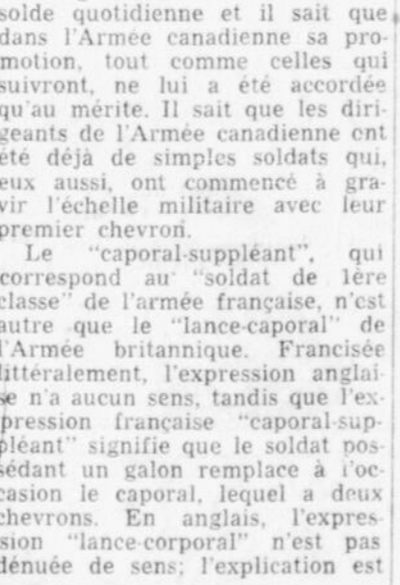 solde quotidienne et il sait que
dans l'Armée canadienne sa pro-
motion, tout comme celles qui
suivront, ne lui a été accordée
qu'au mérite. Il sait que les diri-
geants de l'Armée canadienne ont
été déjà de simples soldats qui,
eux aussi, ont commencé à gra-
vir l'échelle militaire avec leur
premier chevron.
Le "caporal-suppléant", qui
correspond au "soldat de 1ère
classe" de l'armée française, n'est
autre que le "lance-caporal" de
l'Armée britannique. Francisée
littéralement, l'expression anglai-
se n'a aucun sens, tandis que l'ex-
pression française "caporal-sup-
pléant" signifie que le soldat pos-
sédant un galon remplace à l'oc-
casion le caporal, lequel a deux
chevrons. En anglais, l'expres-
sion "lance-corporal" n'est pas
dénuée de sens; l'explication est